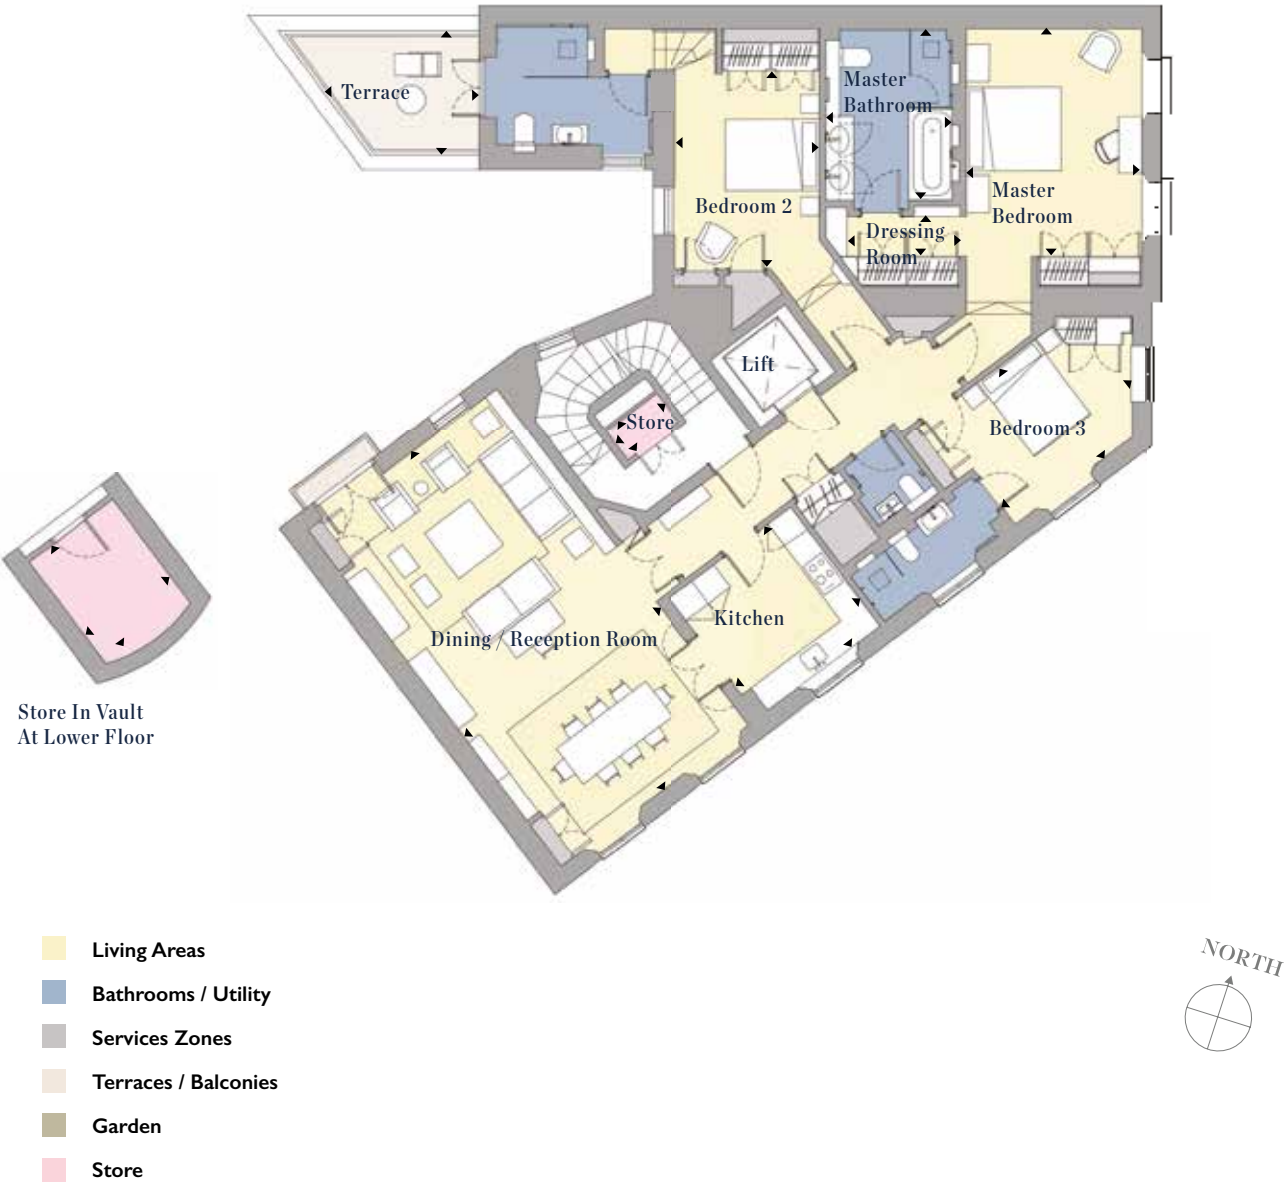 Terrace
Master
Bathroom
Bedroom 2
Master
Bedroom
Dressing
Room
Lift
Store
Bedroom 3
Kitchen
Dining / Reception Room
Store In Vault
At Lower Floor
Living Areas
Bathrooms / Utility
Services Zones
Terraces / Balconies
Garden
Store
NORTH